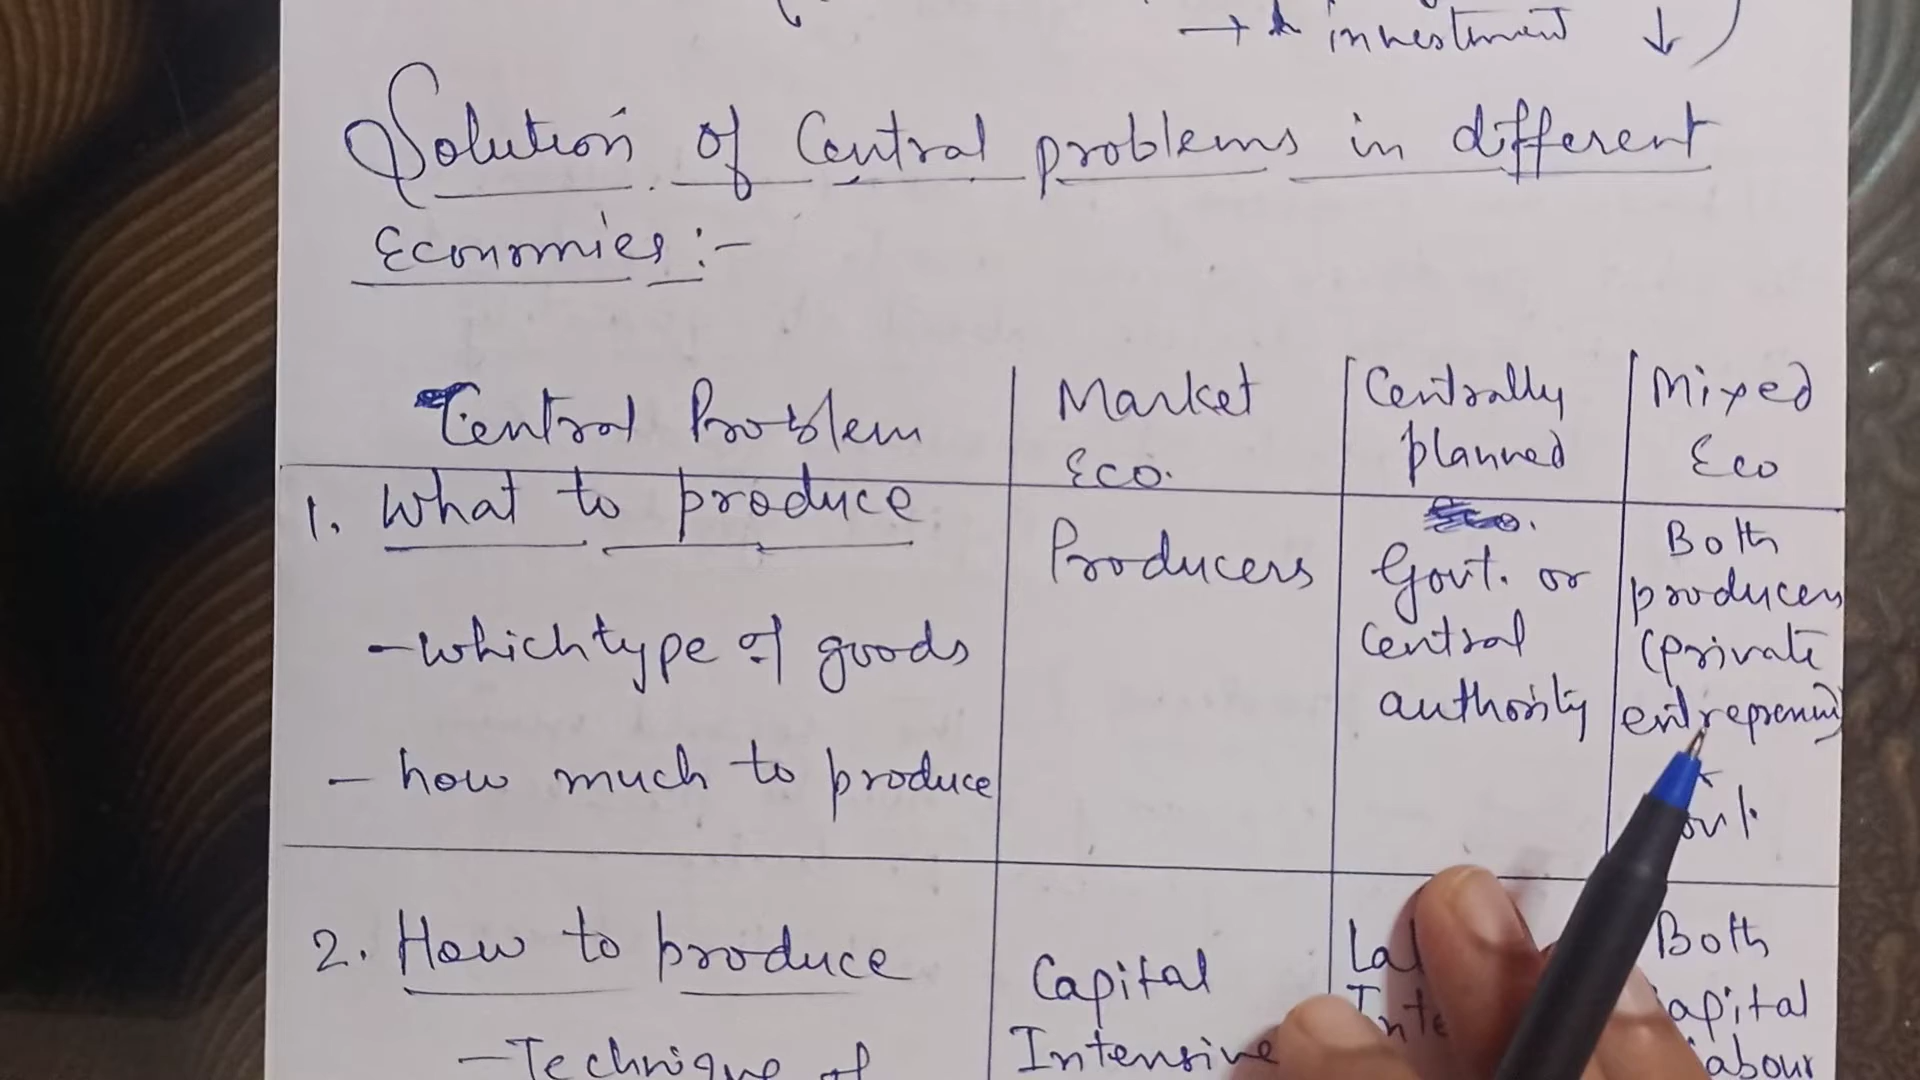 → investment ↓
Solution of Central problems in different
Economies:-
Central Problem
Market
Eco.
Centrally
planned
Mixed
Eco
1. What to produce
- which type of goods
- how much to produce
Producers
Govt. or
Central
authority
Both
producers
(private
2. How to produce
- Technique of
Capital
Intensive
Both